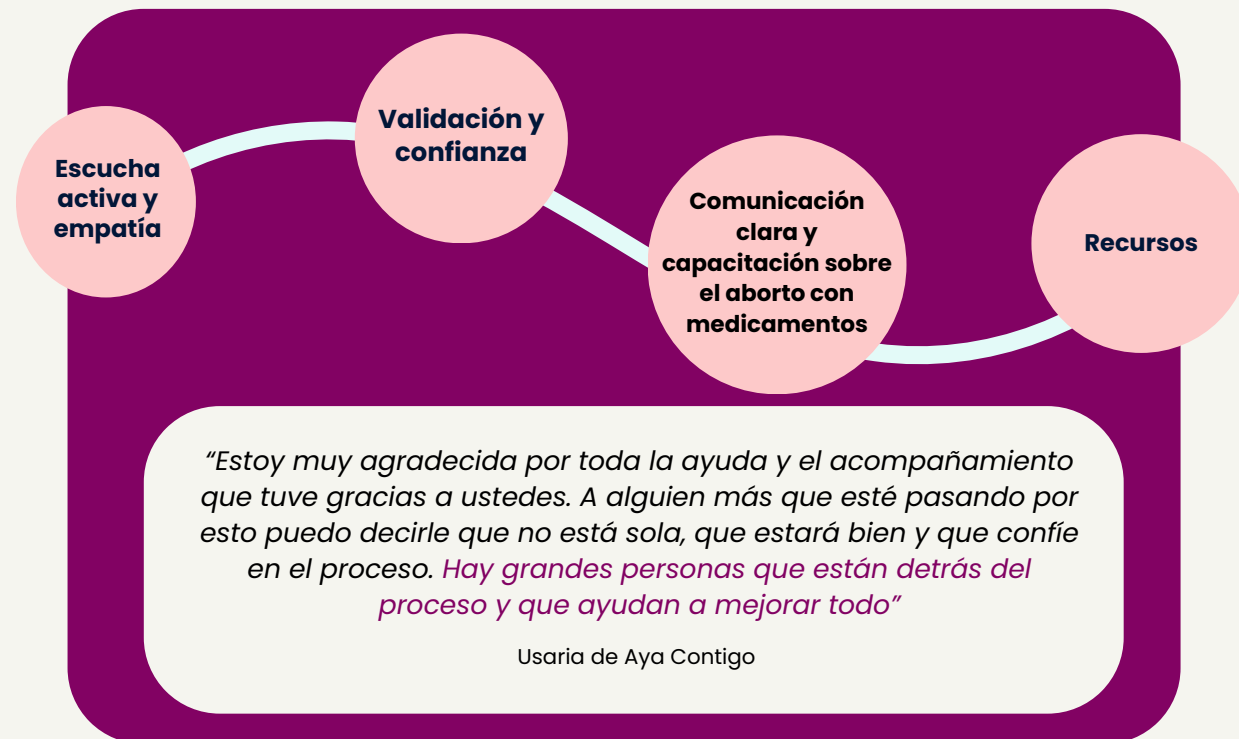 Escucha
activa y
empatía
Validación y
confianza
Comunicación
clara y
capacitación sobre
el aborto con
medicamentos
Recursos
“Estoy muy agradecida por toda la ayuda y el acompañamiento
que tuve gracias a ustedes. A alguien más que esté pasando por
esto puedo decirle que no está sola, que estará bien y que confíe
en el proceso. Hay grandes personas que están detrás del
proceso y que ayudan a mejorar todo”
Usaria de Aya Contigo